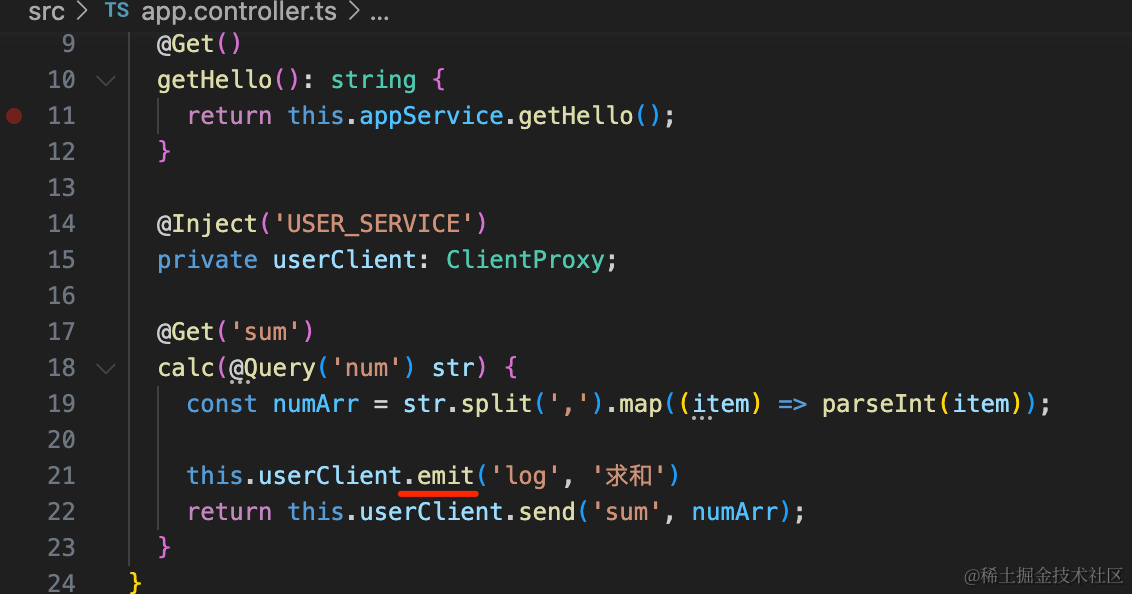 src > TS app.controller.ts > ...
9 @Get()
10 getHello(): string {
11 return this.appService.getHello();
12 }
13
14 @Inject('USER_SERVICE')
15 private userClient: ClientProxy;
16
17 @Get('sum')
18 calc(@Query('num') str) {
19 const numArr = str.split(',').map((item) => parseInt(item));
20
21 this.userClient.emit('log', '求和')
22 return this.userClient.send('sum', numArr);
23 }
24 }
@稀土掘金技术社区